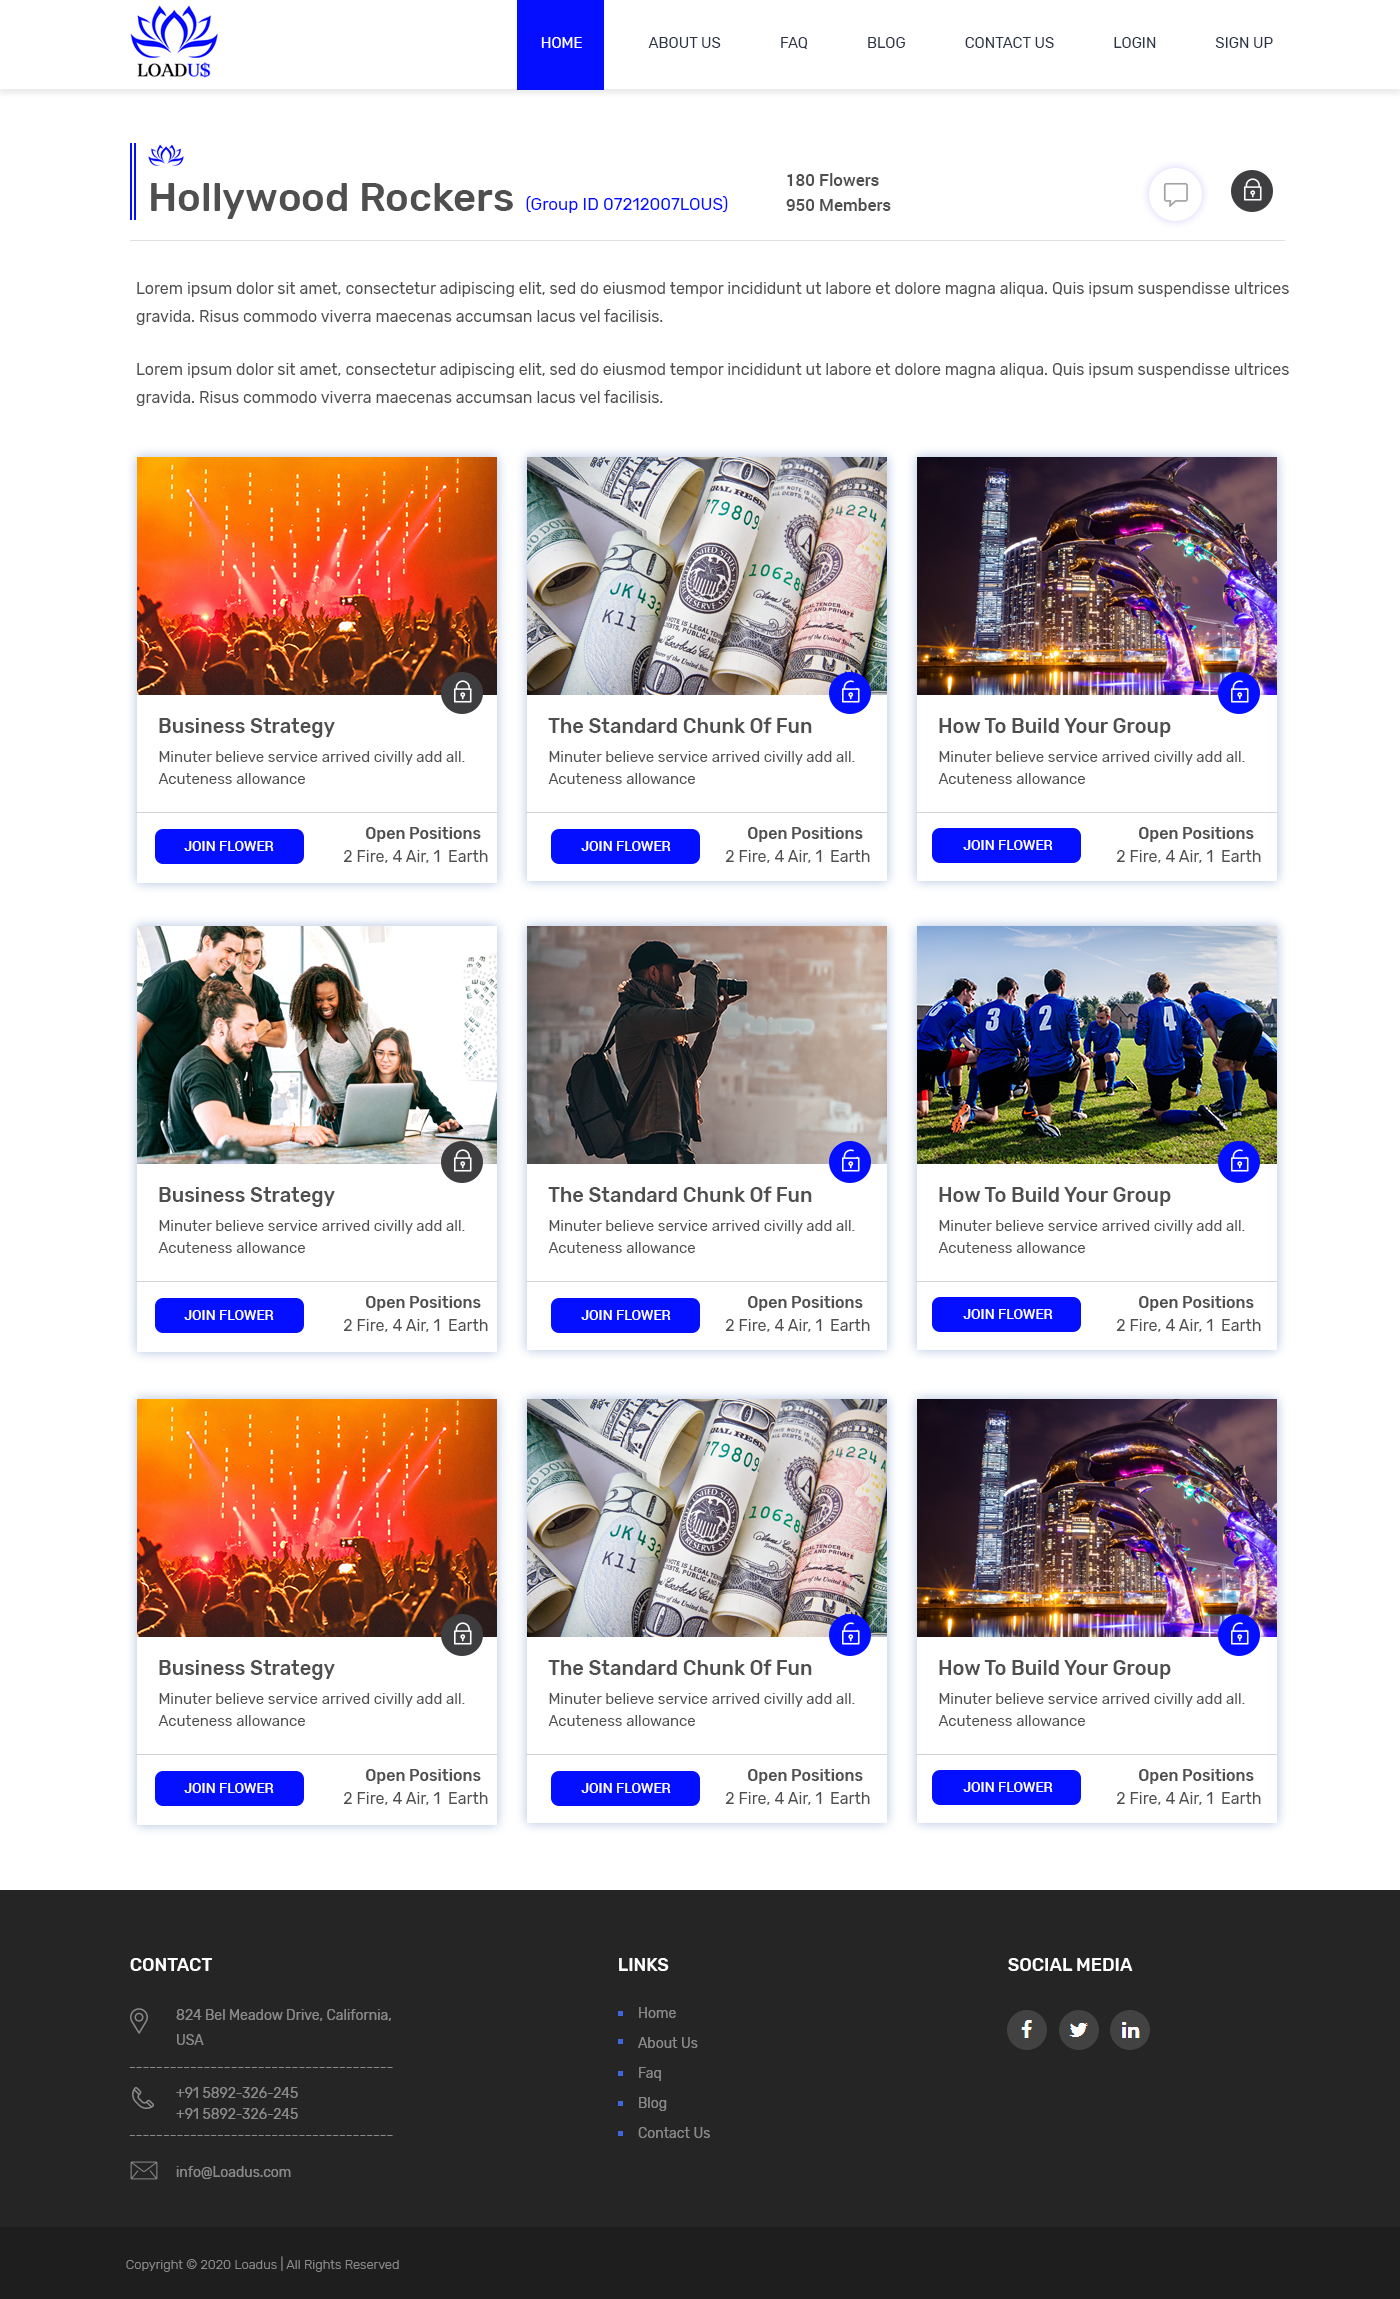 LOADU$
HOME
ABOUT US
FAQ
BLOG
CONTACT US
LOGIN
SIGN UP
Hollywood Rockers (Group ID 07212007LOUS)
180 Flowers
950 Members
Lorem ipsum dolor sit amet, consectetur adipiscing elit, sed do eiusmod tempor incididunt ut labore et dolore magna aliqua. Quis ipsum suspendisse ultrices
gravida. Risus commodo viverra maecenas accumsan lacus vel facilisis.
Lorem ipsum dolor sit amet, consectetur adipiscing elit, sed do eiusmod tempor incididunt ut labore et dolore magna aliqua. Quis ipsum suspendisse ultrices
gravida. Risus commodo viverra maecenas accumsan lacus vel facilisis.
Business Strategy
Minuter believe service arrived civilly add all.
Acuteness allowance
JOIN FLOWER
Open Positions
2 Fire, 4 Air, 1 Earth
779809
JK 432
K11
10628
24224
The Standard Chunk Of Fun
Minuter believe service arrived civilly add all.
Acuteness allowance
JOIN FLOWER
Open Positions
2 Fire, 4 Air, 1 Earth
How To Build Your Group
Minuter believe service arrived civilly add all.
Acuteness allowance
JOIN FLOWER
Open Positions
2 Fire, 4 Air, 1 Earth
Business Strategy
Minuter believe service arrived civilly add all.
Acuteness allowance
JOIN FLOWER
Open Positions
2 Fire, 4 Air, 1 Earth
The Standard Chunk Of Fun
Minuter believe service arrived civilly add all.
Acuteness allowance
JOIN FLOWER
Open Positions
2 Fire, 4 Air, 1 Earth
3
2
4
How To Build Your Group
Minuter believe service arrived civilly add all.
Acuteness allowance
JOIN FLOWER
Open Positions
2 Fire, 4 Air, 1 Earth
Business Strategy
Minuter believe service arrived civilly add all.
Acuteness allowance
JOIN FLOWER
Open Positions
2 Fire, 4 Air, 1 Earth
779809
JK 432
K11
10628
24224
The Standard Chunk Of Fun
Minuter believe service arrived civilly add all.
Acuteness allowance
JOIN FLOWER
Open Positions
2 Fire, 4 Air, 1 Earth
How To Build Your Group
Minuter believe service arrived civilly add all.
Acuteness allowance
JOIN FLOWER
Open Positions
2 Fire, 4 Air, 1 Earth
CONTACT
824 Bel Meadow Drive, California,
USA
+91 5892-326-245
+91 5892-326-245
info@Loadus.com
LINKS
Home
About Us
Faq
Blog
Contact Us
SOCIAL MEDIA
f
in
Copyright © 2020 Loadus | All Rights Reserved